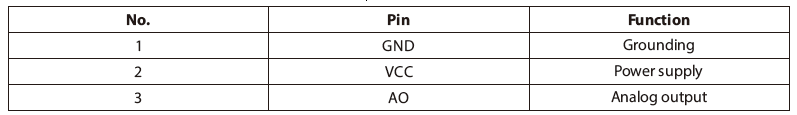 No. Pin Function
1 GND Grounding
2 VCC Power supply
3 AO Analog output